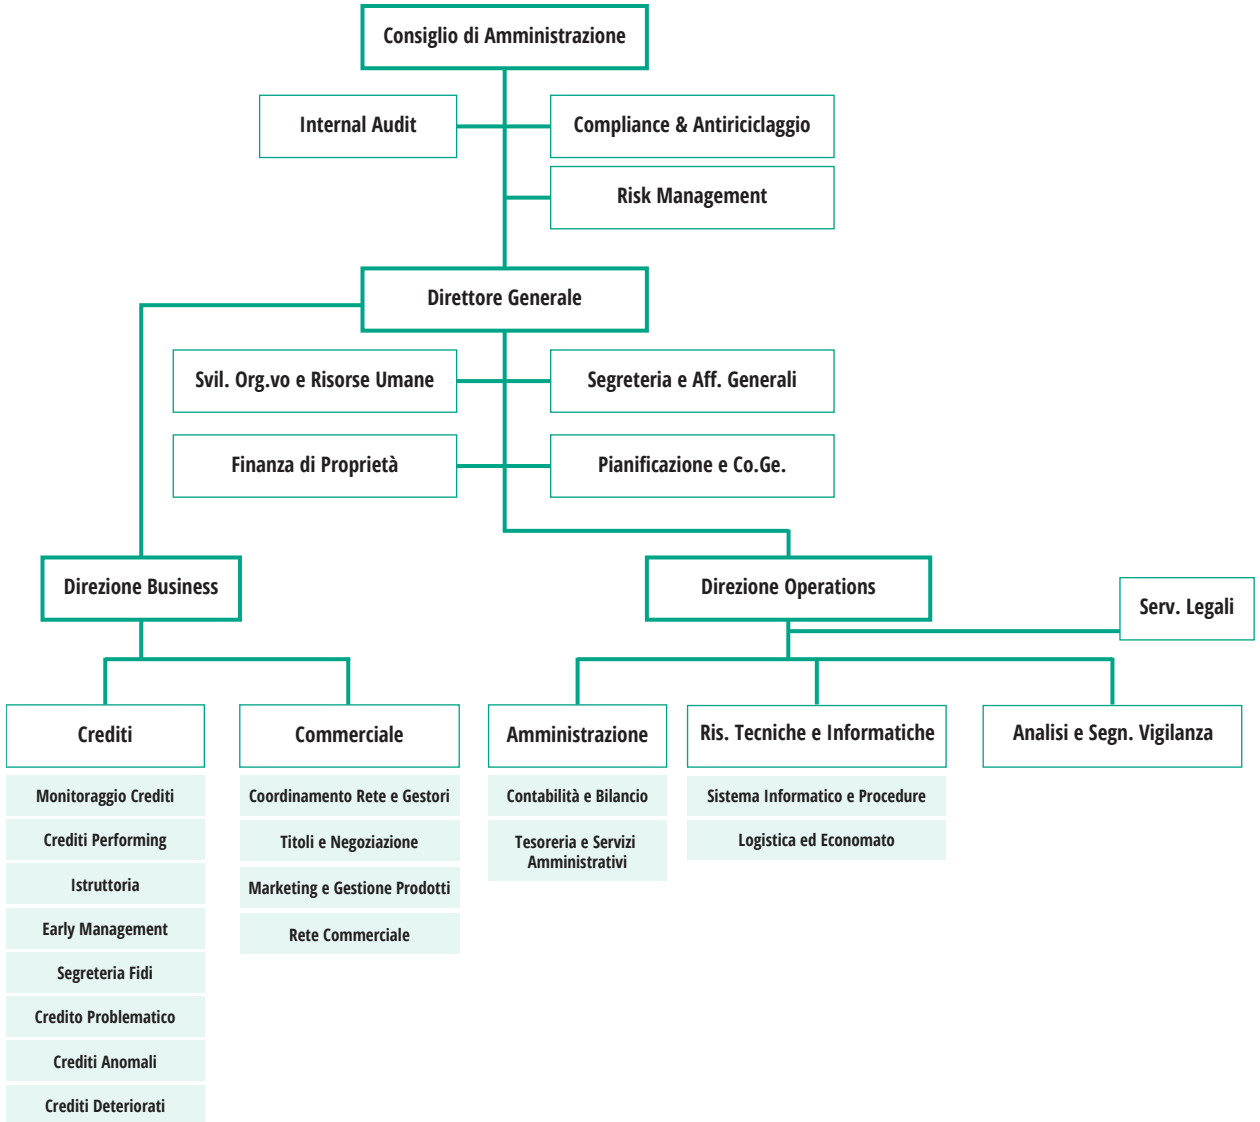 Consiglio di Amministrazione
Internal Audit
Compliance & Antiriciclaggio
Risk Management
Direttore Generale
Svil. Org.vo e Risorse Umane
Segreteria e Aff. Generali
Finanza di Proprietà
Pianificazione e Co.Ge.
Direzione Business
Direzione Operations
Serv. Legali
Crediti
Monitoraggio Crediti
Crediti Performing
Istruttoria
Early Management
Segreteria Fidi
Credito Problematico
Crediti Anomali
Crediti Deteriorati
Commerciale
Coordinamento Rete e Gestori
Titoli e Negoziazione
Marketing e Gestione Prodotti
Rete Commerciale
Amministrazione
Contabilità e Bilancio
Tesoreria e Servizi
Amministrativi
Ris. Tecniche e Informatiche
Sistema Informatico e Procedure
Logistica ed Economato
Analisi e Segn. Vigilanza